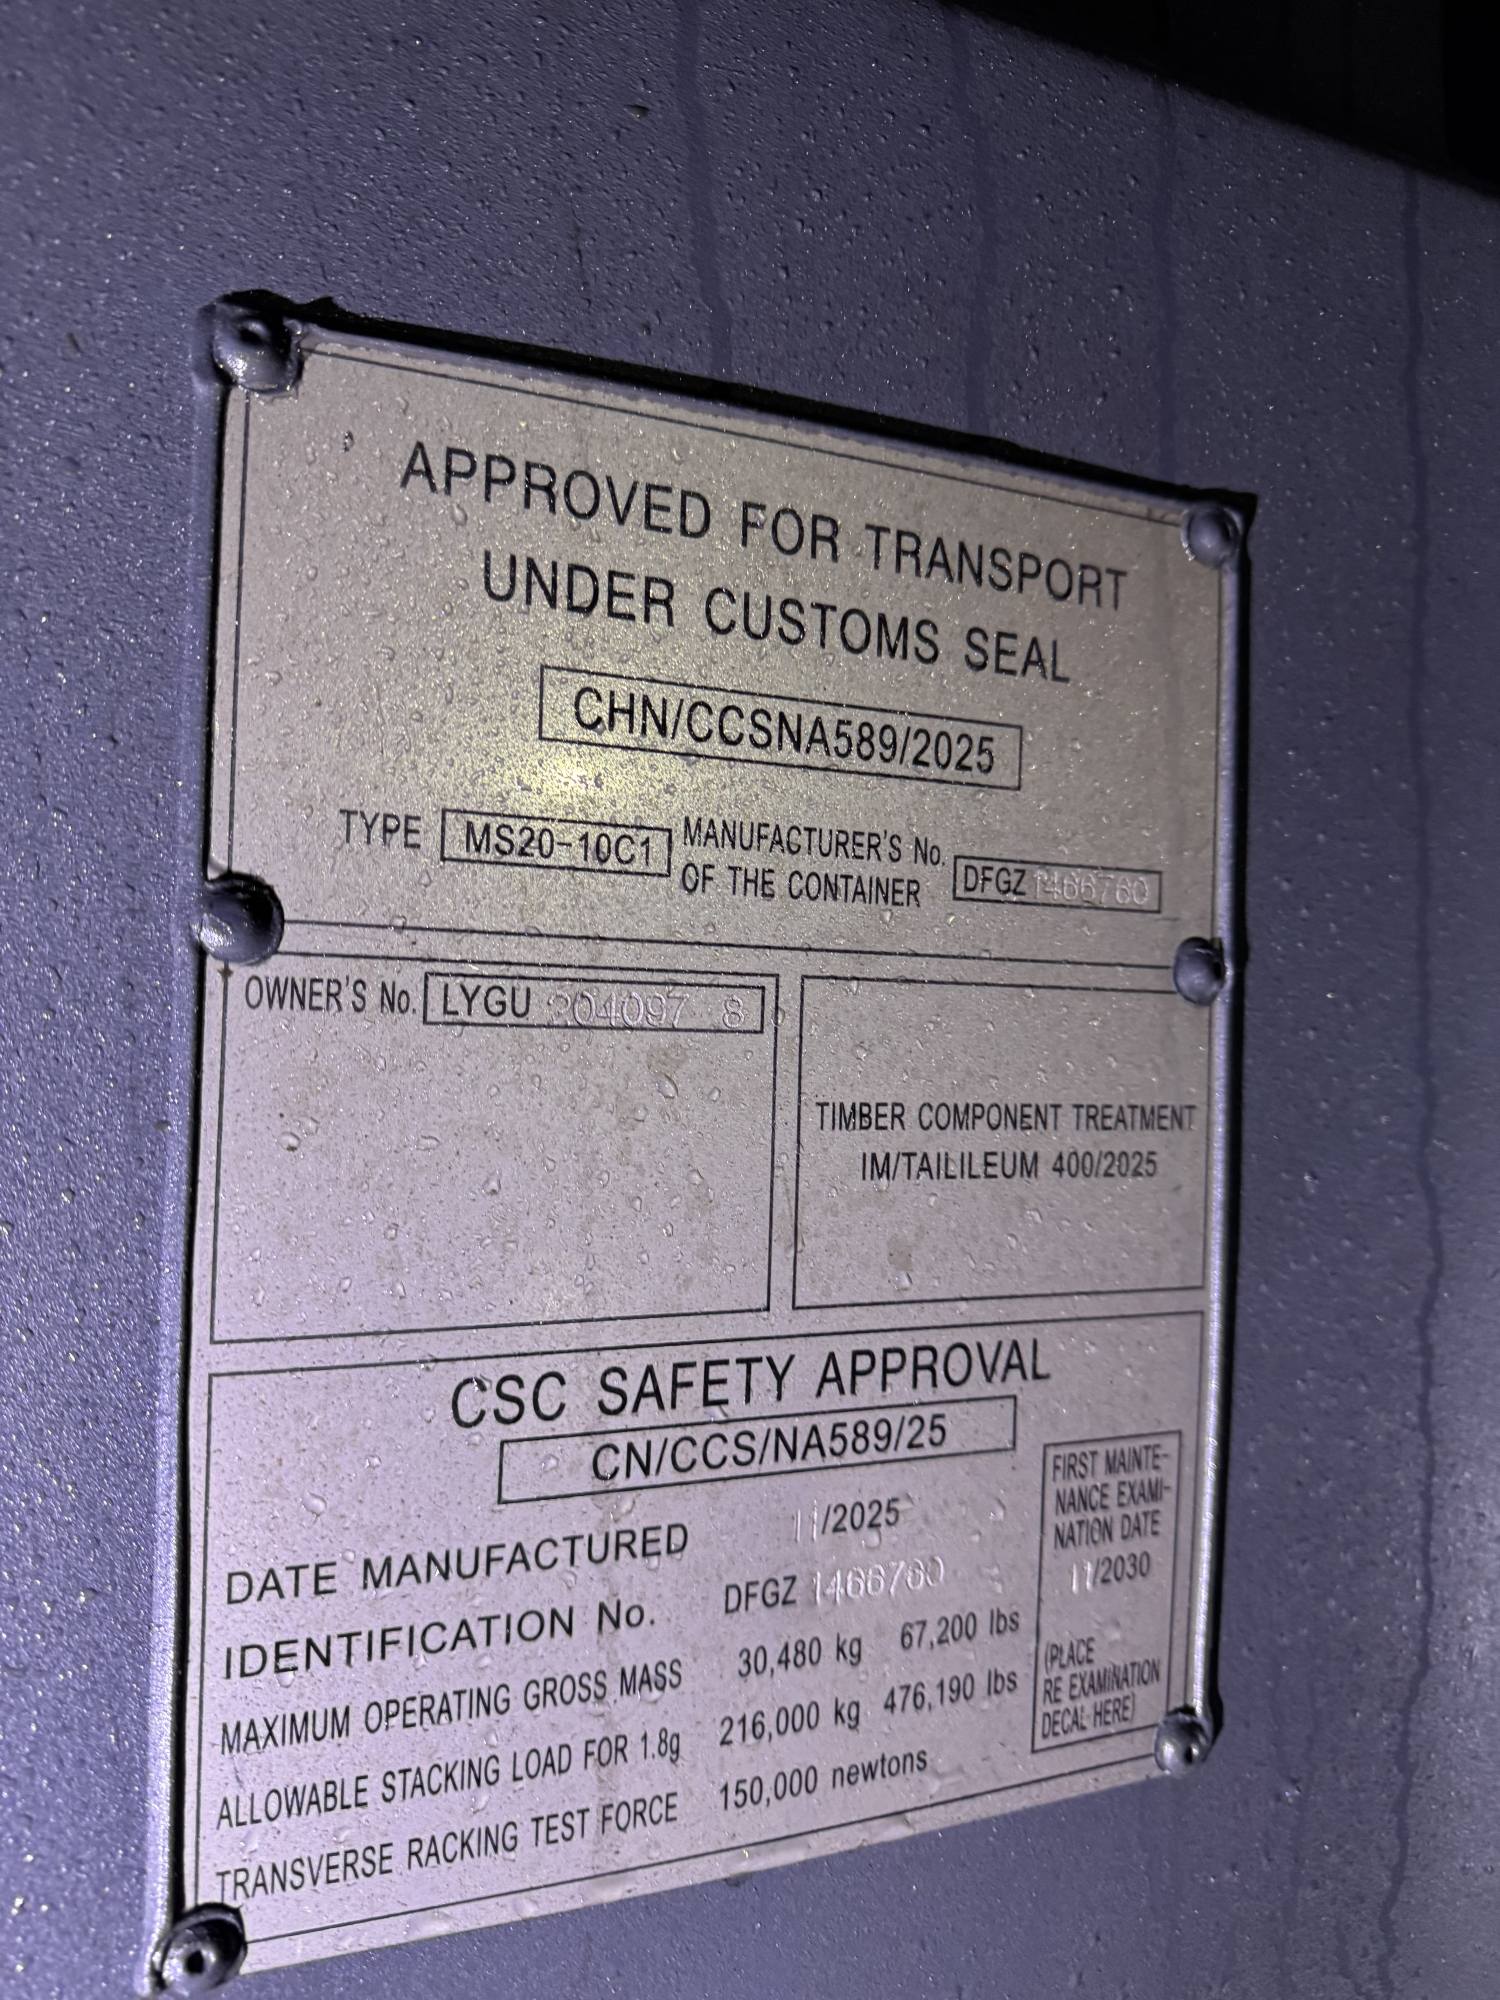 APPROVED FOR TRANSPORT
UNDER CUSTOMS SEAL
CHN/CCSNA589/2025
TYPE MS20-10C1 MANUFACTURER'S No. OF THE CONTAINER DFGZ 1466760
OWNER'S No. LYGU 204097 8
TIMBER COMPONENT TREATMENT
IM/TAILILEUM 400/2025
CSC SAFETY APPROVAL
CN/CCS/NA589/25
DATE MANUFACTURED 11/2025
IDENTIFICATION No. DFGZ 1466760
MAXIMUM OPERATING GROSS MASS 30,480 kg 67,200 lbs
ALLOWABLE STACKING LOAD FOR 1.8g 216,000 kg 476,190 lbs
TRANSVERSE RACKING TEST FORCE 150,000 newtons
FIRST MAINTE-
NANCE EXAMI-
NATION DATE
11/2030
(PLACE
RE EXAMINATION
DECAL HERE)